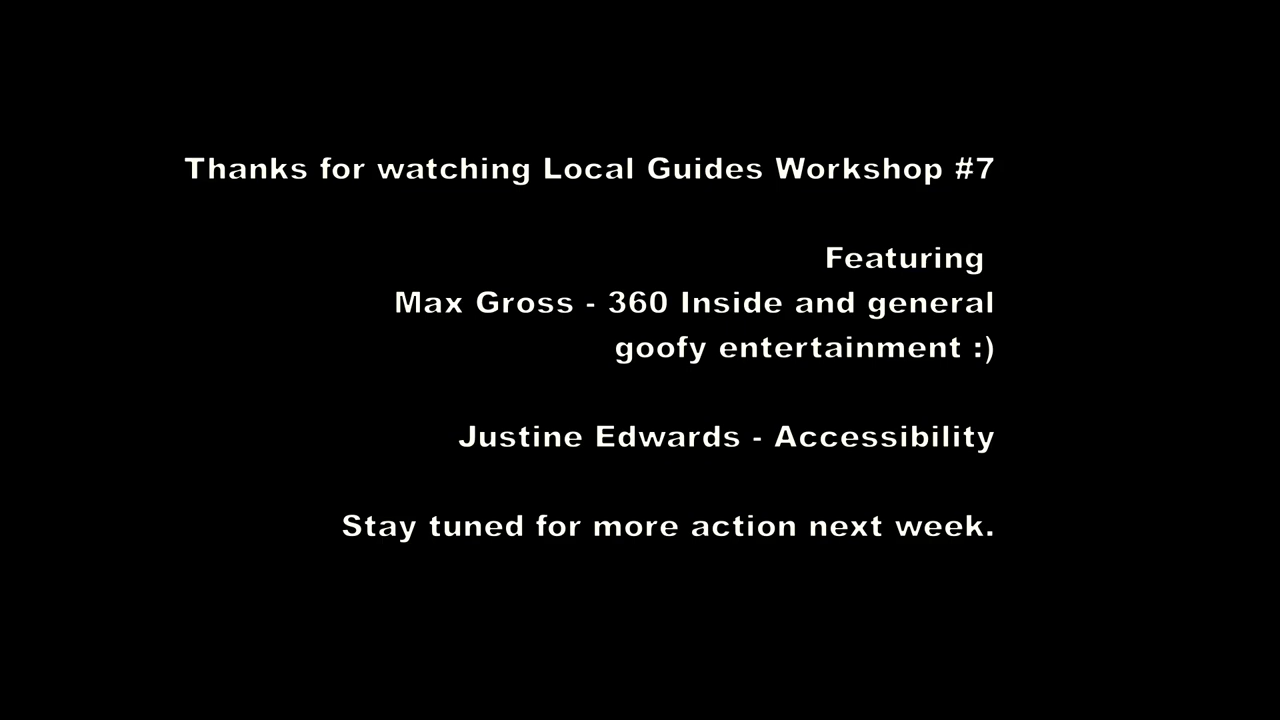 Thanks for watching Local Guides Workshop #7
Featuring
Max Gross - 360 Inside and general
goofy entertainment :)
Justine Edwards - Accessibility
Stay tuned for more action next week.